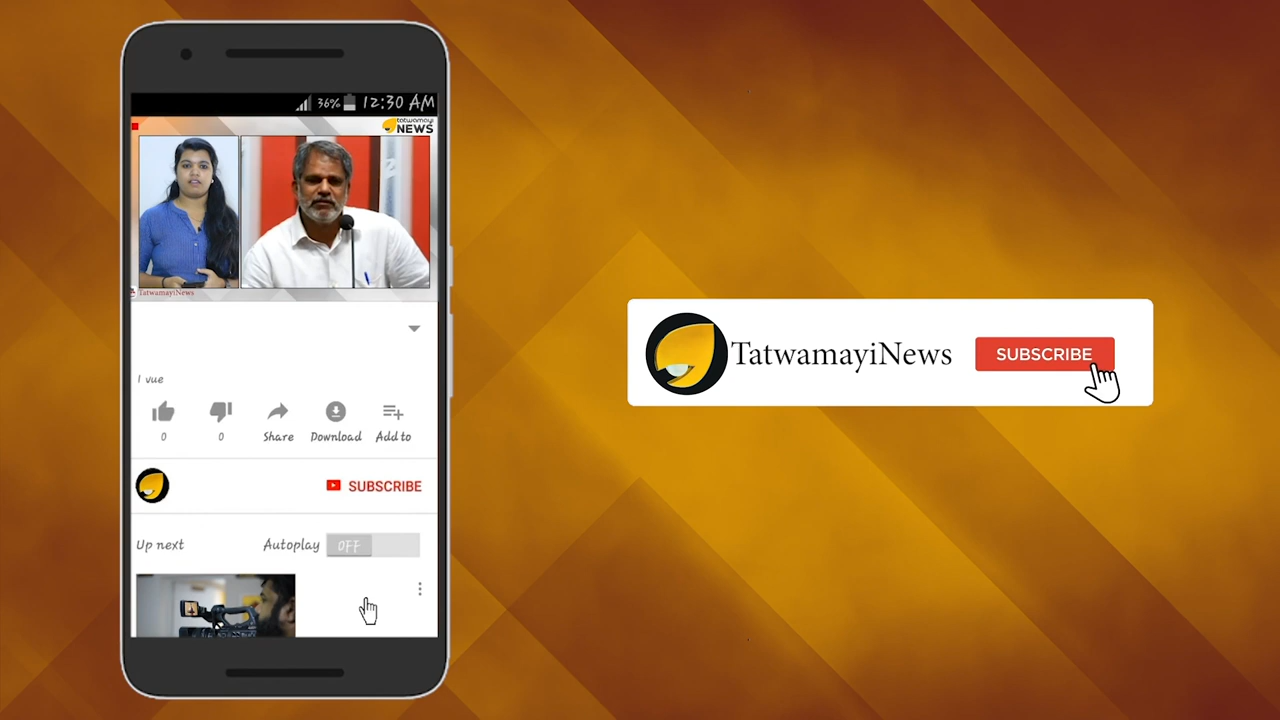 36% 12:30 AM
tatwamayi
NEWS
TatwamayiNews
1 vue
0 0 Share Download Add to
SUBSCRIBE
Up next Autoplay OFF
TatwamayiNews SUBSCRIBE